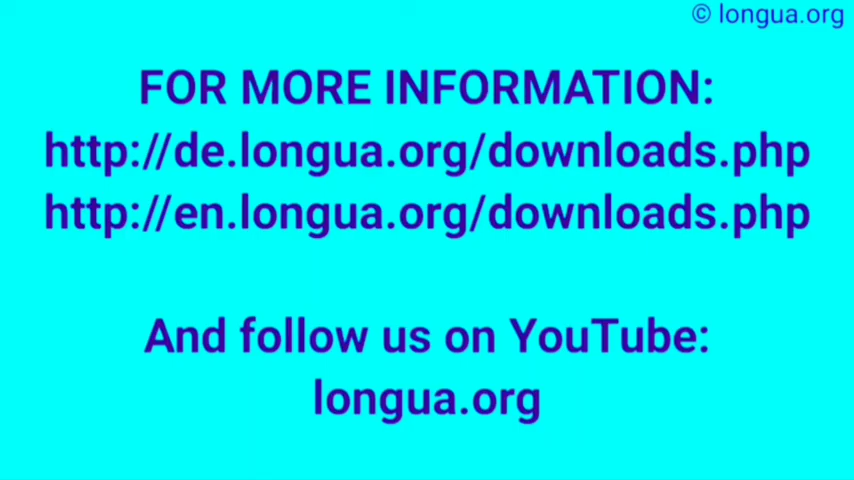 © longua.org
FOR MORE INFORMATION:
http://de.longua.org/downloads.php
http://en.longua.org/downloads.php
And follow us on YouTube:
longua.org